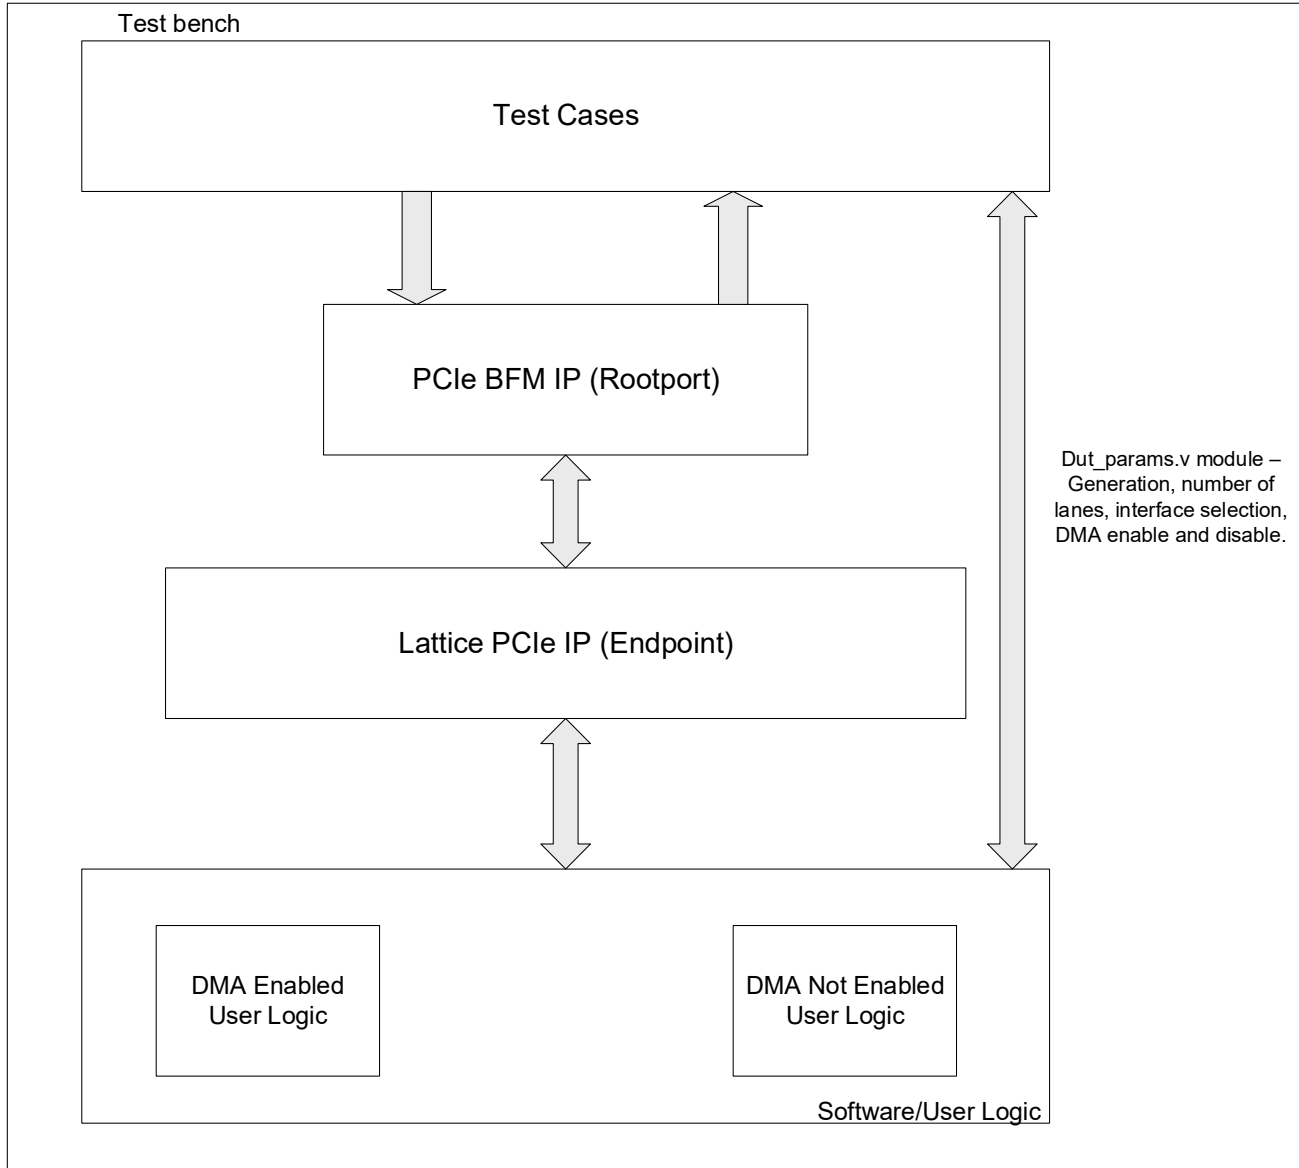 Test bench
Test Cases
PCIe BFM IP (Rootport)
Dut_params.v module –
Generation, number of
lanes, interface selection,
DMA enable and disable.
Lattice PCIe IP (Endpoint)
DMA Enabled
User Logic
DMA Not Enabled
User Logic
Software/User Logic